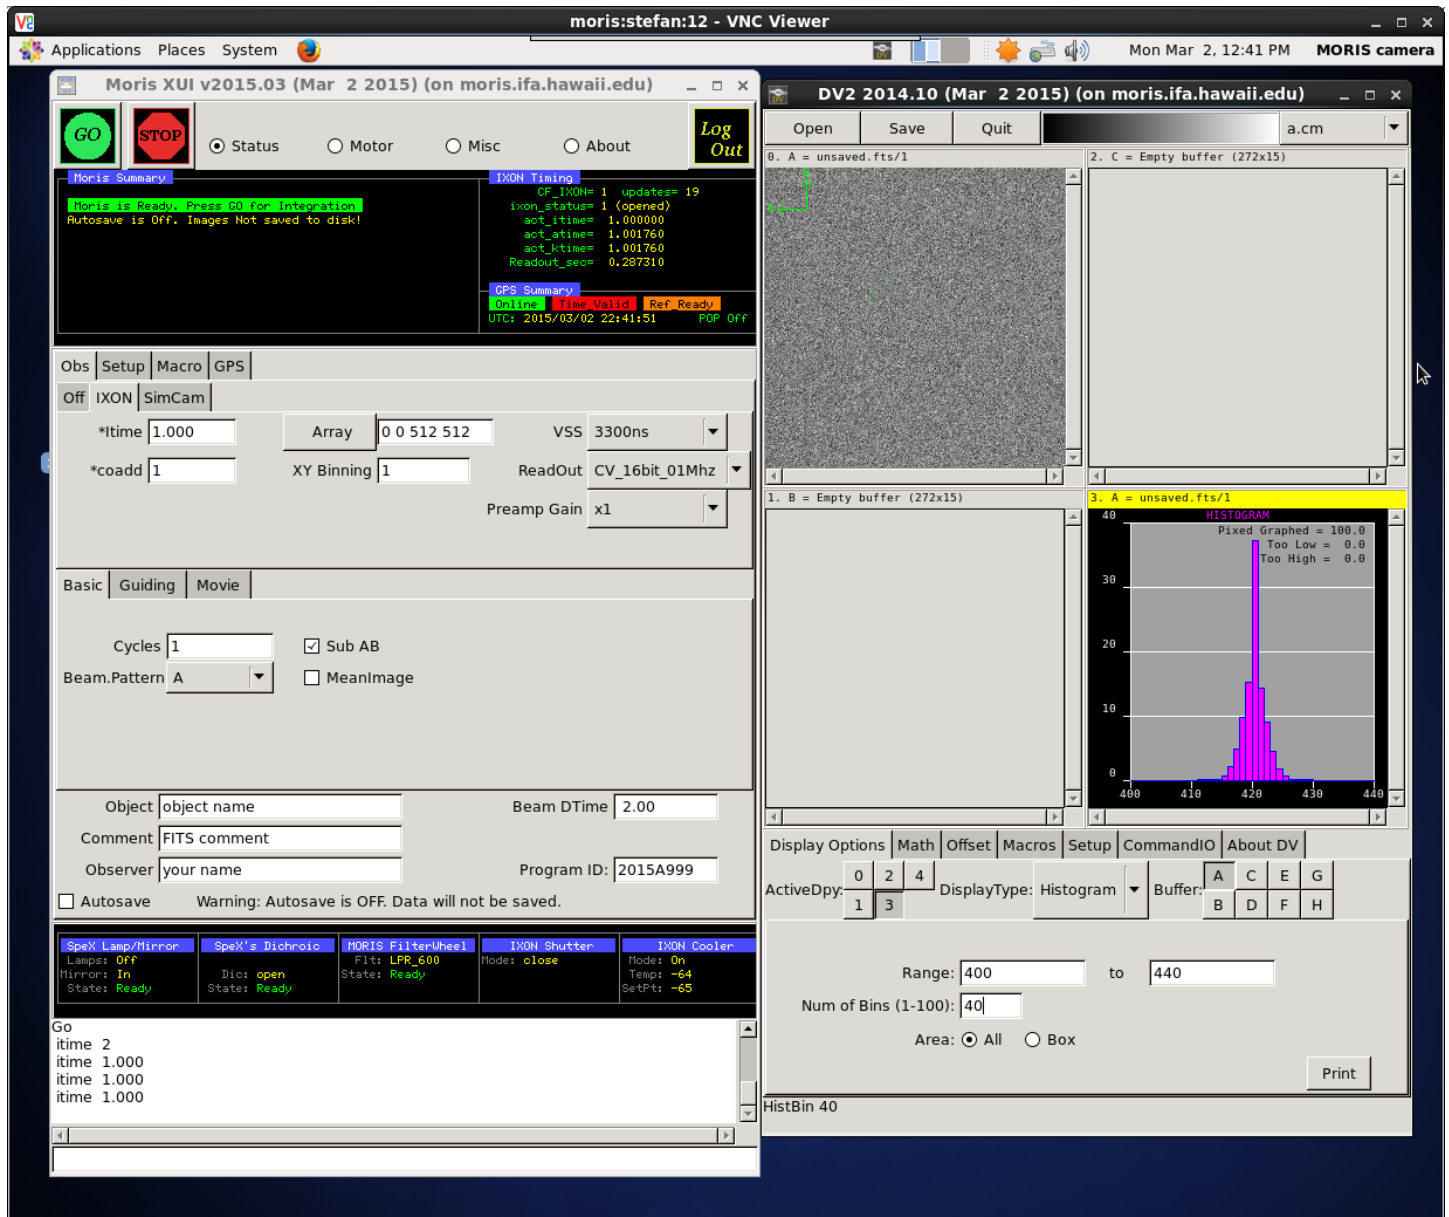 moris:stefan:12 - VNC Viewer
Applications Places System Mon Mar 2, 12:41 PM MORIS camera
Moris XUI v2015.03 (Mar 2 2015) (on moris.ifa.hawaii.edu)
GO STOP Status Motor Misc About Log Out
Moris Summary
Moris is Ready. Press GO for Integration
Autosave is Off. Images Not saved to disk!
IXON Timing
CF_IXON= 1 updates= 19
ixon_status= 1 (opened)
act_itime= 1.000000
act_atime= 1.001760
act_ktime= 1.001760
Readout_sec= 0.287310
GPS Summary
Online Time Valid Ref Ready
UTC: 2015/03/02 22:41:51 POP Off
Obs Setup Macro GPS
Off IXON SimCam
*Itime 1.000 Array 0 0 512 512 VSS 3300ns
*coadd 1 XY Binning 1 ReadOut CV_16bit_01Mhz
Preamp Gain x1
Basic Guiding Movie
Cycles 1 Sub AB
Beam.Pattern A MeanImage
Object object name Beam DTime 2.00
Comment FITS comment
Observer your name Program ID: 2015A999
Autosave Warning: Autosave is OFF. Data will not be saved.
SpeX Lamp/Mirror
Lamps: Off
Mirror: In
State: Ready
SpeX's Dichroic
Dic: open
State: Ready
MORIS FilterWheel
Flt: LPR_600
State: Ready
IXON Shutter
Mode: close
IXON Cooler
Mode: On
Temp: -64
SetPt: -65
Go
itime 2
itime 1.000
itime 1.000
itime 1.000
DV2 2014.10 (Mar 2 2015) (on moris.ifa.hawaii.edu)
Open Save Quit a.cm
0. A = unsaved.fts/1
2. C = Empty buffer (272x15)
1. B = Empty buffer (272x15)
3. A = unsaved.fts/1
HISTOGRAM
Pixed Graphed = 100.0
Too Low = 0.0
Too High = 0.0
40
30
20
10
0
400 410 420 430 440
Display Options Math Offset Macros Setup CommandIO About DV
ActiveDpy: 0 2 4 1 3 DisplayType: Histogram Buffer: A C E G B D F H
Range: 400 to 440
Num of Bins (1-100): 40
Area: All Box
Print
HistBin 40